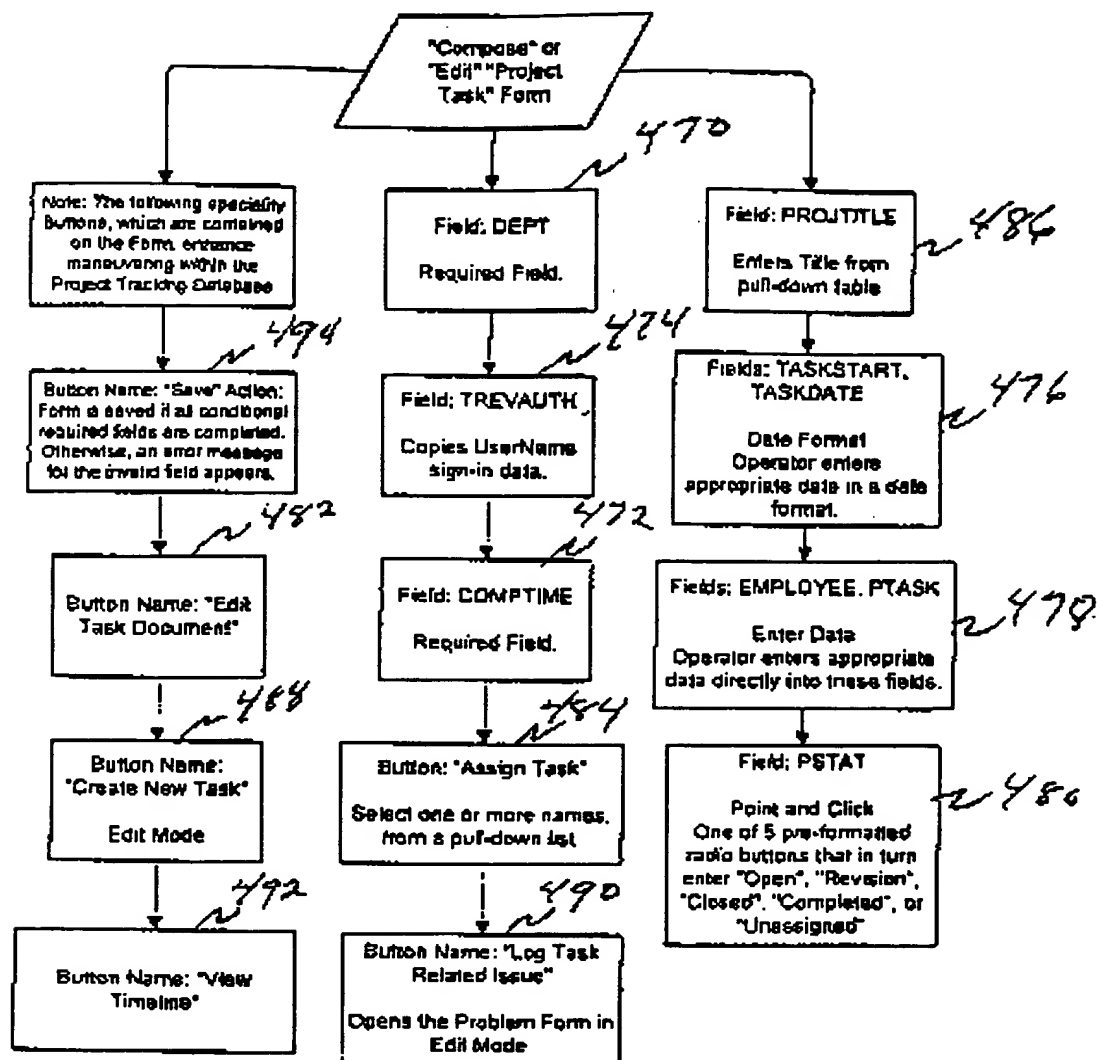 "Compose" or
"Edit" "Project
Task" Form
Note: The following speciality
Buttons, which are contained
on the Form, enhance
maneuvering within the
Project Tracking Database
494
Button Name: "Save" Action:
Form is saved if all conditional
required fields are completed.
Otherwise, an error message
for the invalid field appears.
482
Button Name: "Edit
Task Document"
488
Button Name:
"Create New Task"
Edit Mode
492
Button Name: "View
Timeline"
470
Field: DEPT
Required Field.
474
Field: TREVAUTH
Copies UserName
sign-in data.
472
Field: COMPTIME
Required Field.
484
Button: "Assign Task"
Select one or more names,
from a pull-down list
490
Button Name: "Log Task
Related Issue"
Opens the Problem Form in
Edit Mode
486
Field: PROJTITLE
Enters Title from
pull-down table
476
Fields: TASKSTART,
TASKDATE
Date Format
Operator enters
appropriate data in a date
format.
478
Fields: EMPLOYEE, PTASK
Enter Data
Operator enters appropriate
data directly into these fields.
480
Field: PSTAT
Point and Click
One of 5 pre-formatted
radio buttons that in turn
enter "Open", "Revision",
"Closed", "Completed", or
"Unassigned"